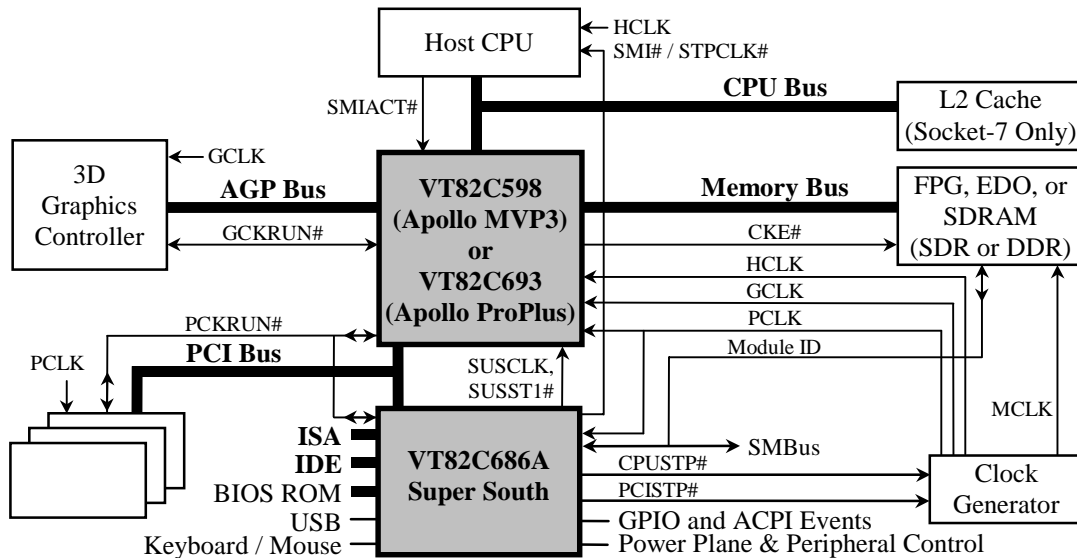 Host CPU
HCLK
SMI# / STPCLK#
SMIACT#
CPU Bus
L2 Cache
(Socket-7 Only)
3D
Graphics
Controller
GCLK
AGP Bus
GCKRUN#
VT82C598
(Apollo MVP3)
or
VT82C693
(Apollo ProPlus)
Memory Bus
CKE#
FPG, EDO, or
SDRAM
(SDR or DDR)
HCLK
GCLK
PCLK
Module ID
PCKRUN#
PCI Bus
PCLK
SUSCLK,
SUSST1#
MCLK
ISA
IDE
BIOS ROM
USB
Keyboard / Mouse
VT82C686A
Super South
SMBus
CPUSTP#
PCISTP#
Clock
Generator
GPIO and ACPI Events
Power Plane & Peripheral Control